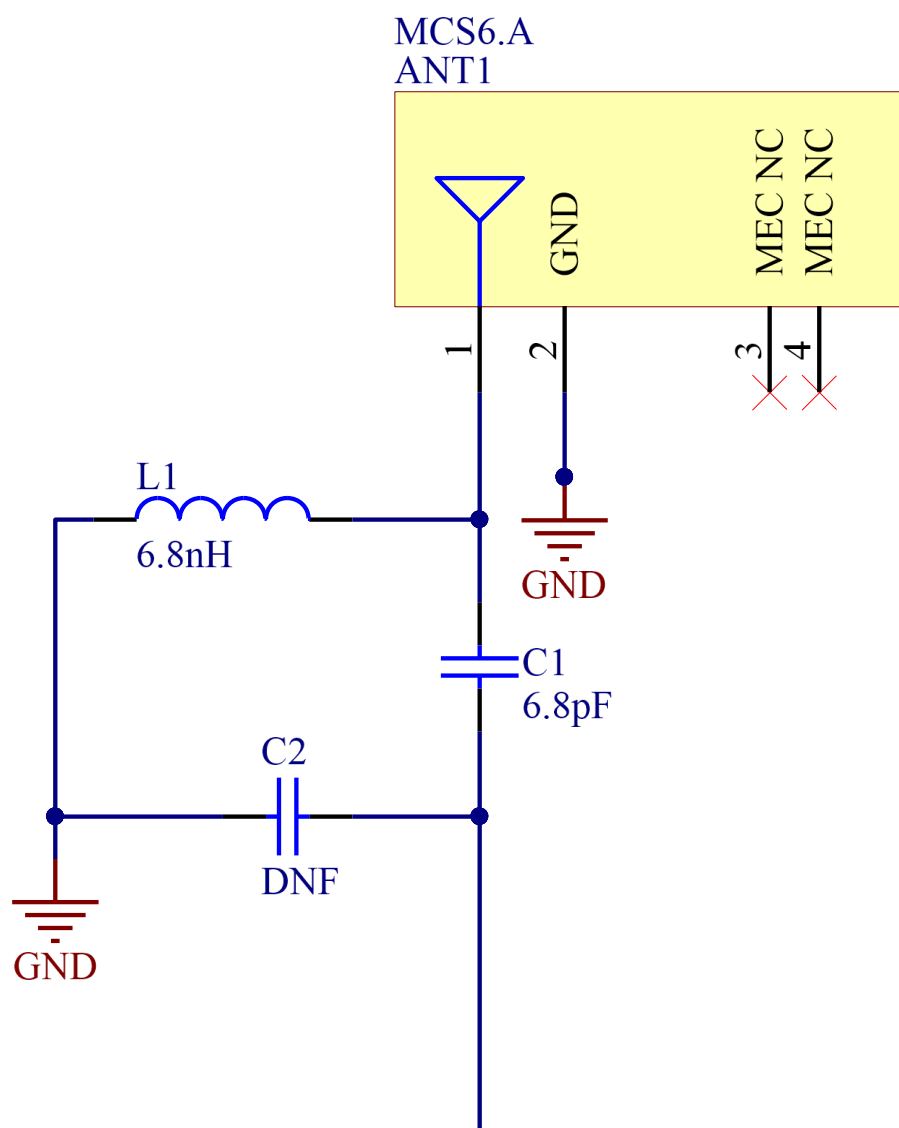 MCS6.A
ANT1
GND
MEC NC
MEC NC
1
2
3
4
L1
6.8nH
GND
C1
6.8pF
C2
DNF
GND